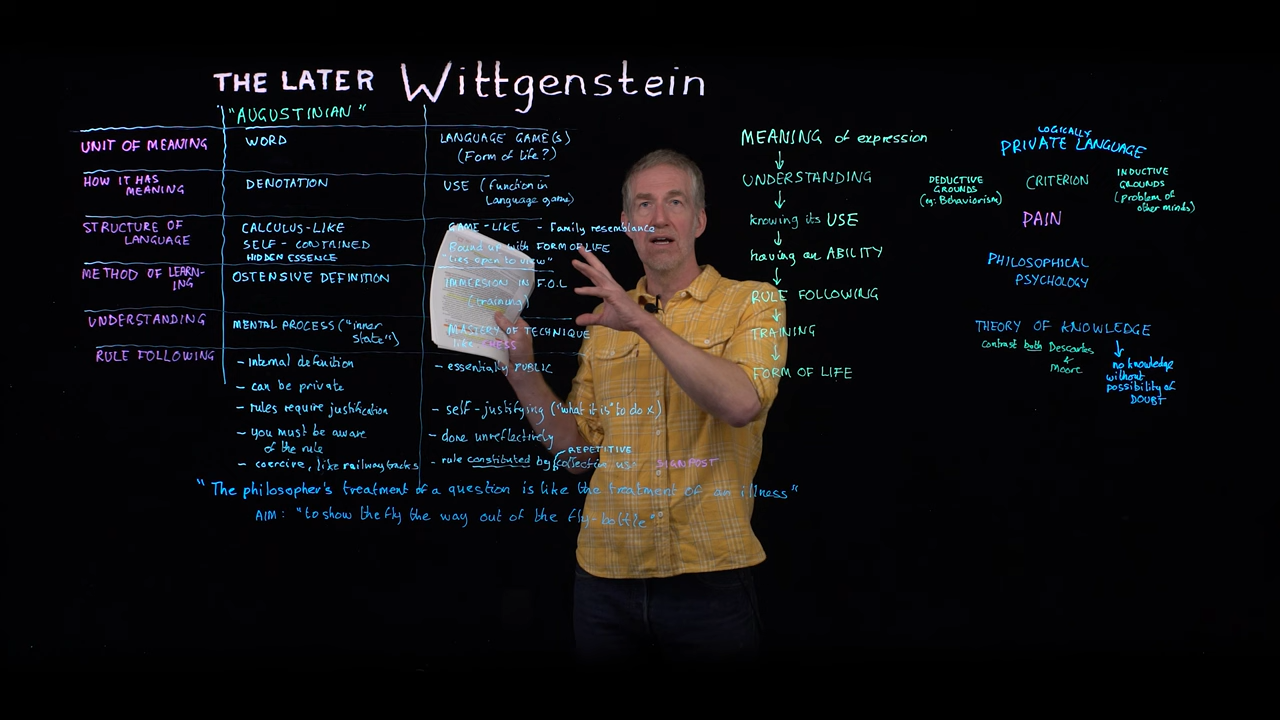 THE LATER Wittgenstein
"AUGUSTINIAN"
UNIT OF MEANING
WORD
LANGUAGE GAME(S)
(Form of life?)
HOW IT HAS
MEANING
DENOTATION
USE (function in
Language game)
STRUCTURE OF
LANGUAGE
CALCULUS-LIKE
SELF-CONTAINED
HIDDEN ESSENCE
GAME-LIKE - Family resemblance
Bound up with FORM OF LIFE
"lies open to view"
METHOD OF LEARN-
ING
OSTENSIVE DEFINITION
IMMERSION IN F.O.L
(training)
UNDERSTANDING
MENTAL PROCESS ("inner
state")
MASTERY OF TECHNIQUE
like CHESS
RULE FOLLOWING
- internal definition
- can be private
- rules require justification
- you must be aware
of the rule
- coercive, like railway tracks
- essentially PUBLIC
- self-justifying ("what it is" to do x)
- done unreflectively
REPETITIVE
- rule constituted by collective use
SIGNPOST
"The philosopher's treatment of a question is like the treatment of an illness"
AIM: "to show the fly the way out of the fly-bottle"
MEANING of expression
UNDERSTANDING
knowing its USE
having an ABILITY
RULE FOLLOWING
TRAINING
FORM OF LIFE
LOGICALLY
PRIVATE LANGUAGE
DEDUCTIVE
GROUNDS
(eg: Behaviorism)
CRITERION
INDUCTIVE
GROUNDS
(problem of
other minds)
PAIN
PHILOSOPHICAL
PSYCHOLOGY
THEORY OF KNOWLEDGE
contrast both Descartes
&
Moore
no knowledge
without
possibility of
DOUBT